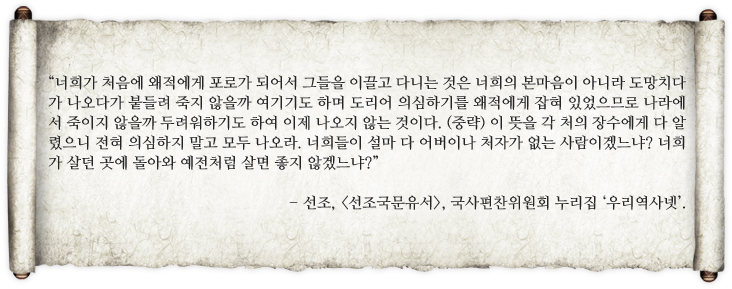 “너희가 처음에 왜적에게 포로가 되어서 그들을 이끌고 다니는 것은 너희의 본마음이 아니라 도망치다
가 나오다가 붙들려 죽지 않을까 여기기도 하며 도리어 의심하기를 왜적에게 잡혀 있었으므로 나라에
서 죽이지 않을까 두려워하기도 하여 이제 나오지 않는 것이다. (중략) 이 뜻을 각 처의 장수에게 다 알
렸으니 전혀 의심하지 말고 모두 나오라. 너희들이 설마 다 어버이나 처자가 없는 사람이겠느냐? 너희
가 살던 곳에 돌아와 예전처럼 살면 좋지 않겠느냐?”
- 선조, 〈선조국문유서〉, 국사편찬위원회 누리집 ‘우리역사넷’.